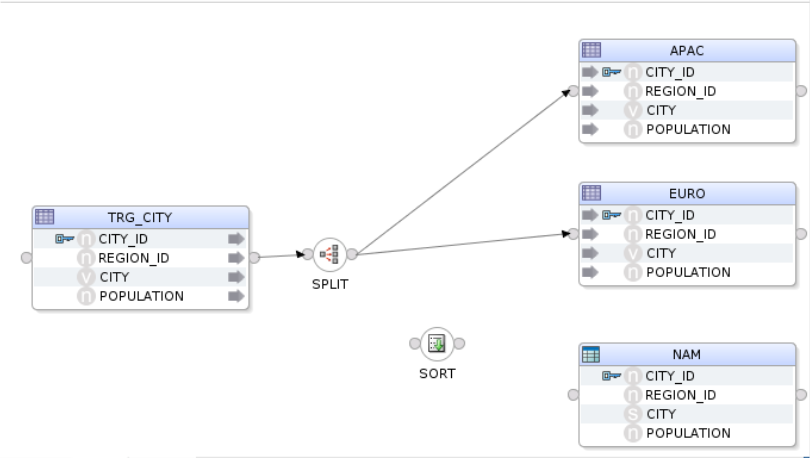 APAC
n CITY_ID
n REGION_ID
v CITY
n POPULATION
TRG_CITY
n CITY_ID
n REGION_ID
v CITY
n POPULATION
SPLIT
EURO
n CITY_ID
n REGION_ID
v CITY
n POPULATION
SORT
NAM
n CITY_ID
n REGION_ID
s CITY
n POPULATION